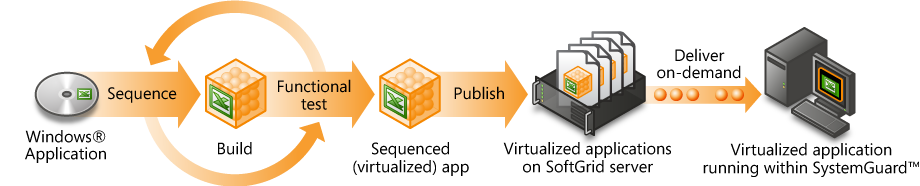 Sequence
Functional
test
Publish
Deliver
on-demand
Windows®
Application
Build
Sequenced
(virtualized) app
Virtualized applications
on SoftGrid server
Virtualized application
running within SystemGuard™